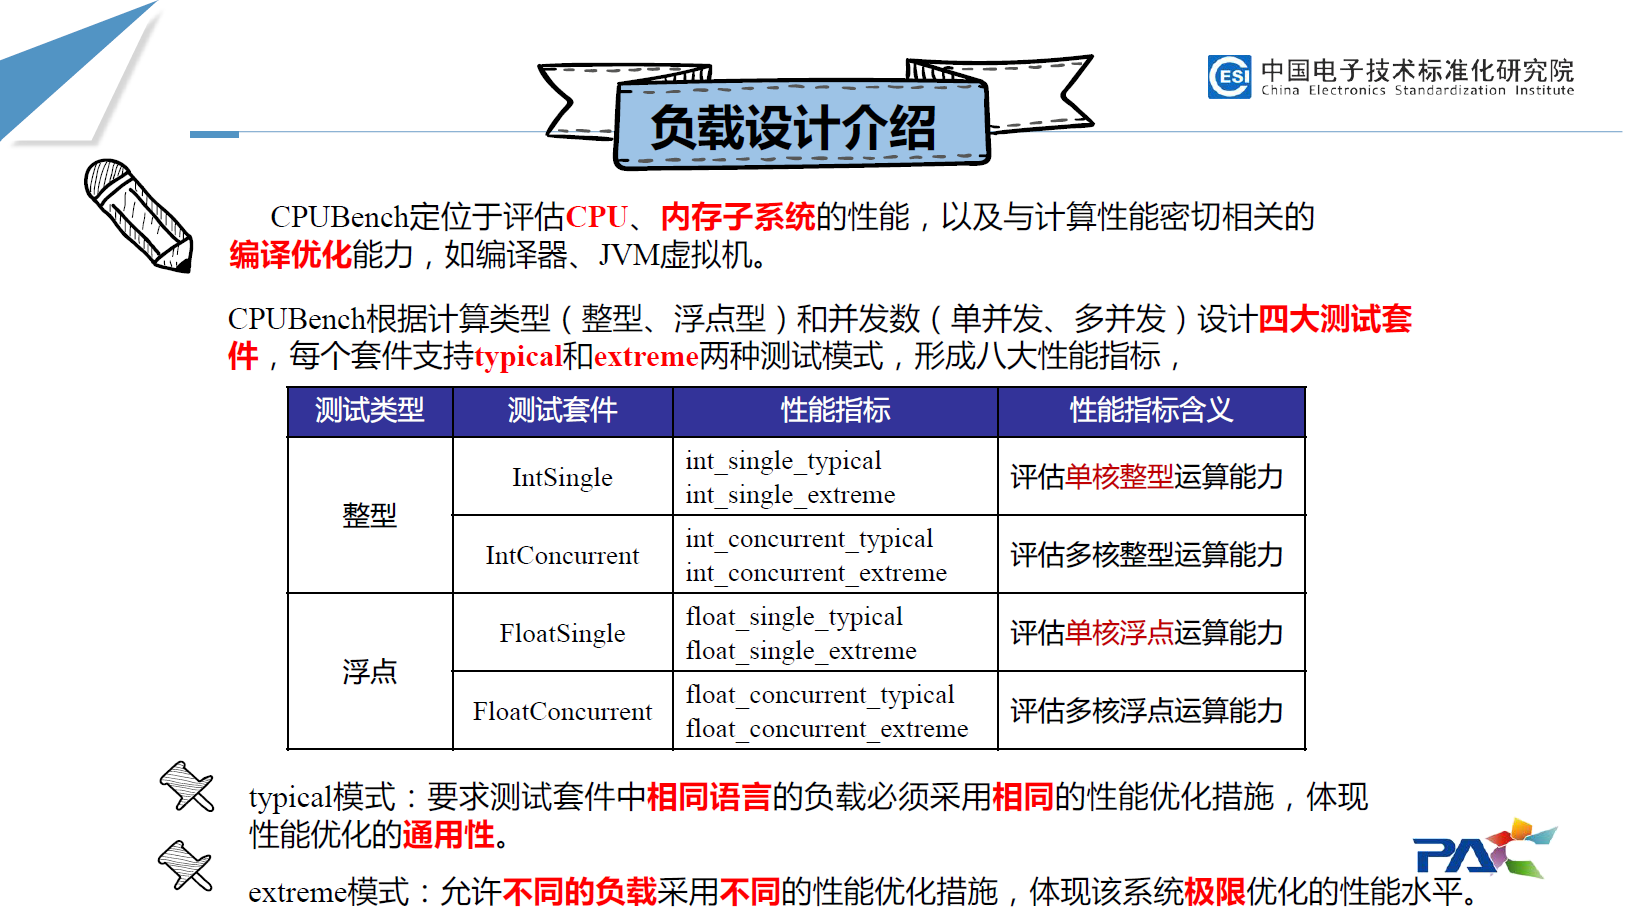 中国电子技术标准化研究院
China Electronics Standardization Institute
CESI
负载设计介绍
CPUBench定位于评估CPU、内存子系统的性能，以及与计算性能密切相关的
编译优化能力，如编译器、JVM虚拟机。
CPUBench根据计算类型（整型、浮点型）和并发数（单并发、多并发）设计四大测试套
件，每个套件支持typical和extreme两种测试模式，形成八大性能指标，
测试类型 测试套件 性能指标 性能指标含义
整型
IntSingle
int_single_typical
int_single_extreme
评估单核整型运算能力
IntConcurrent
int_concurrent_typical
int_concurrent_extreme
评估多核整型运算能力
浮点
FloatSingle
float_single_typical
float_single_extreme
评估单核浮点运算能力
FloatConcurrent
float_concurrent_typical
float_concurrent_extreme
评估多核浮点运算能力
typical模式：要求测试套件中相同语言的负载必须采用相同的性能优化措施，体现
性能优化的通用性。
extreme模式：允许不同的负载采用不同的性能优化措施，体现该系统极限优化的性能水平。
PAC